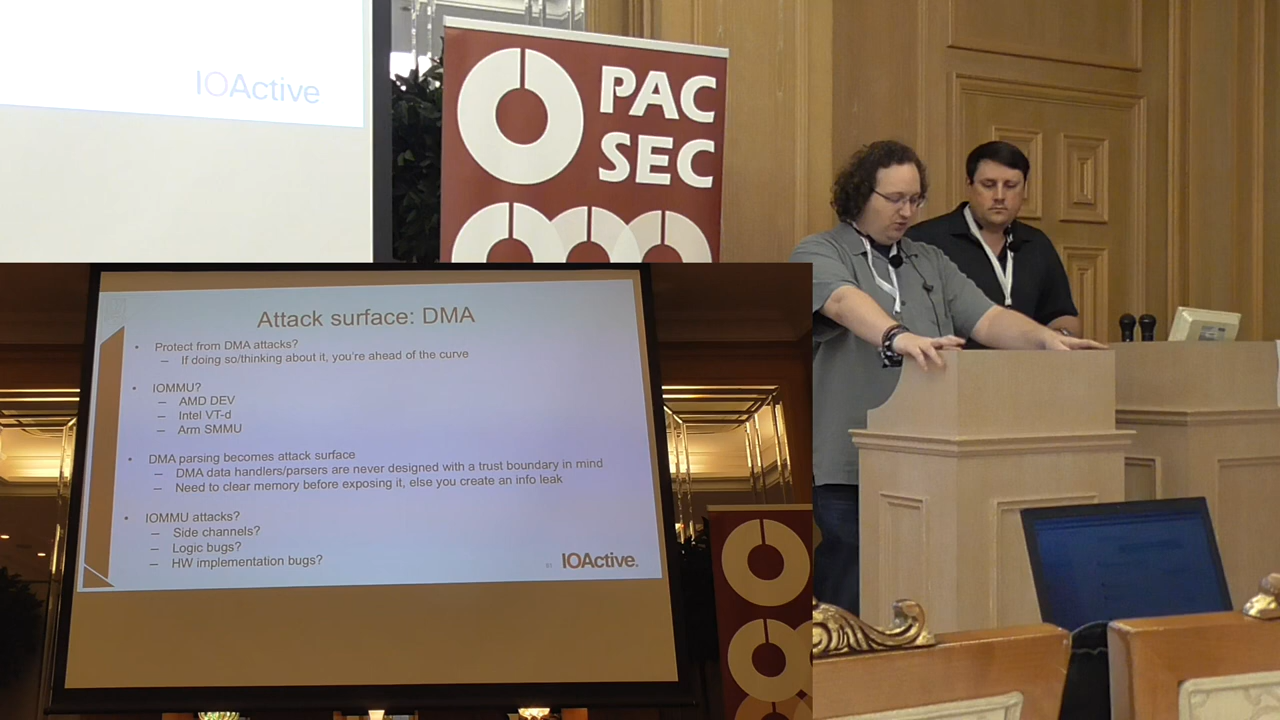 IOActive
PAC
SEC
Attack surface: DMA
• Protect from DMA attacks?
– If doing so/thinking about it, you're ahead of the curve
• IOMMU?
– AMD DEV
– Intel VT-d
– Arm SMMU
• DMA parsing becomes attack surface
– DMA data handlers/parsers are never designed with a trust boundary in mind
– Need to clear memory before exposing it, else you create an info leak
• IOMMU attacks?
– Side channels?
– Logic bugs?
– HW implementation bugs?
IOActive.